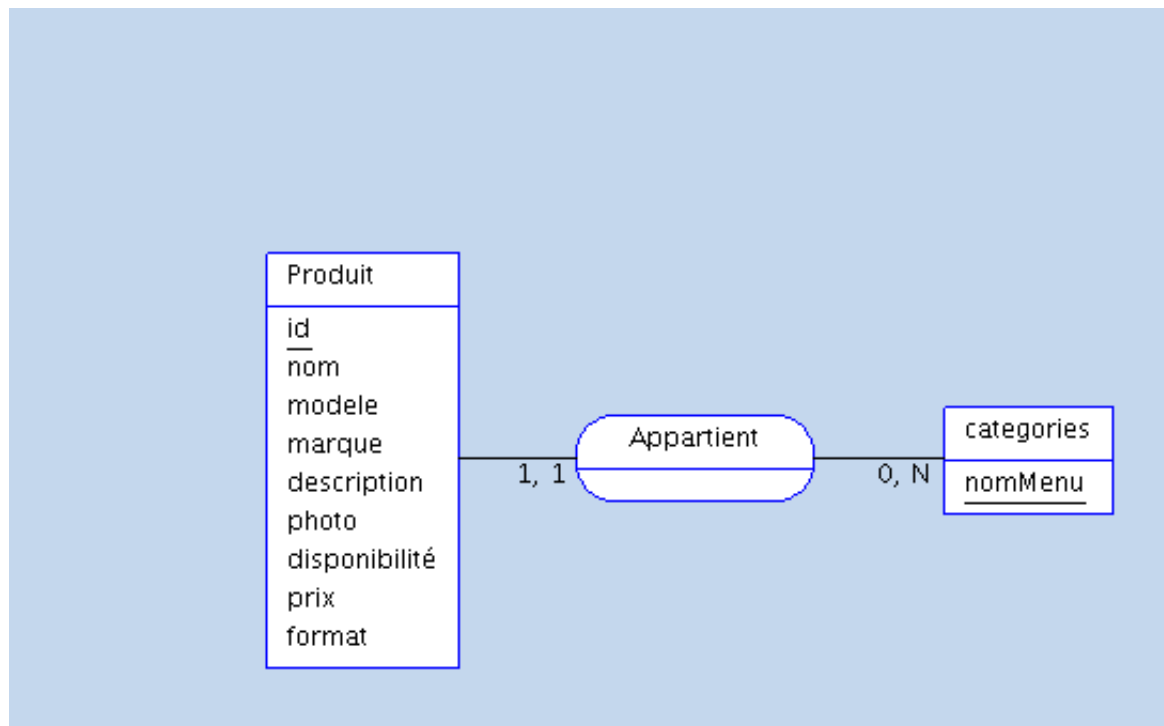 Produit
id
nom
modele
marque
description
photo
disponibilité
prix
format
1, 1
Appartient
0, N
categories
nomMenu